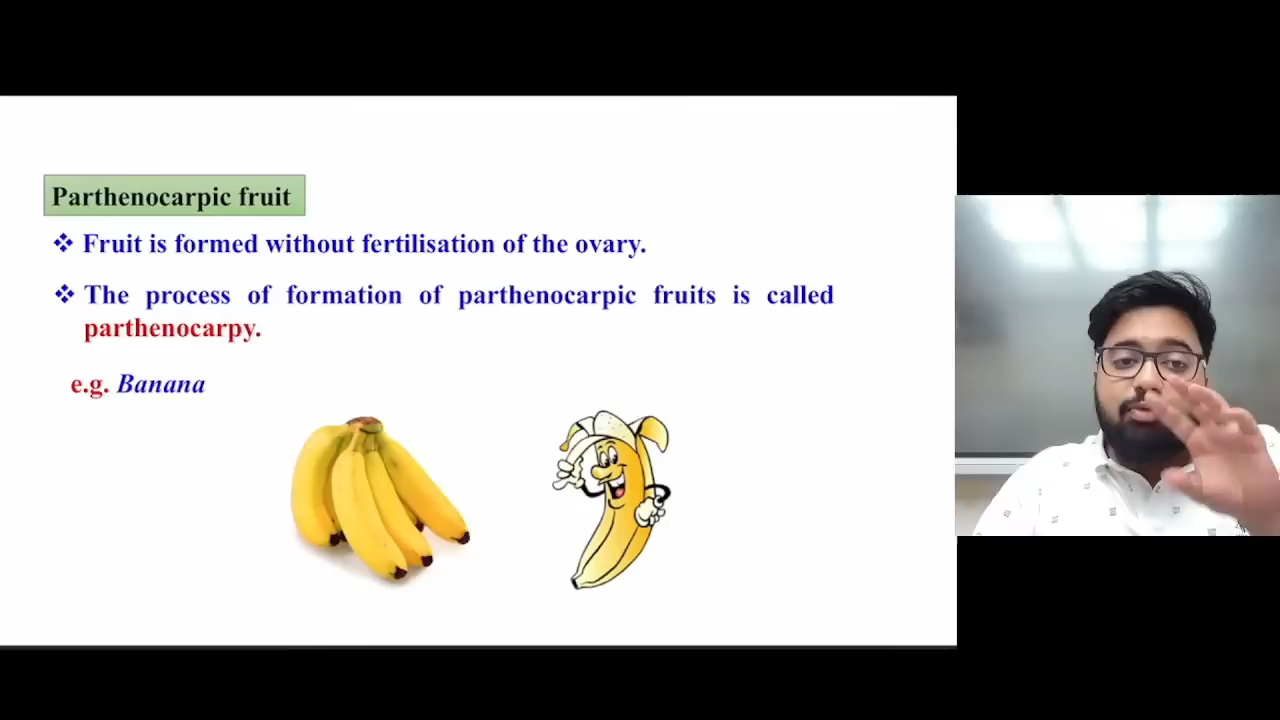 Parthenocarpic fruit
❖ Fruit is formed without fertilisation of the ovary.
❖ The process of formation of parthenocarpic fruits is called
parthenocarpy.
e.g. Banana